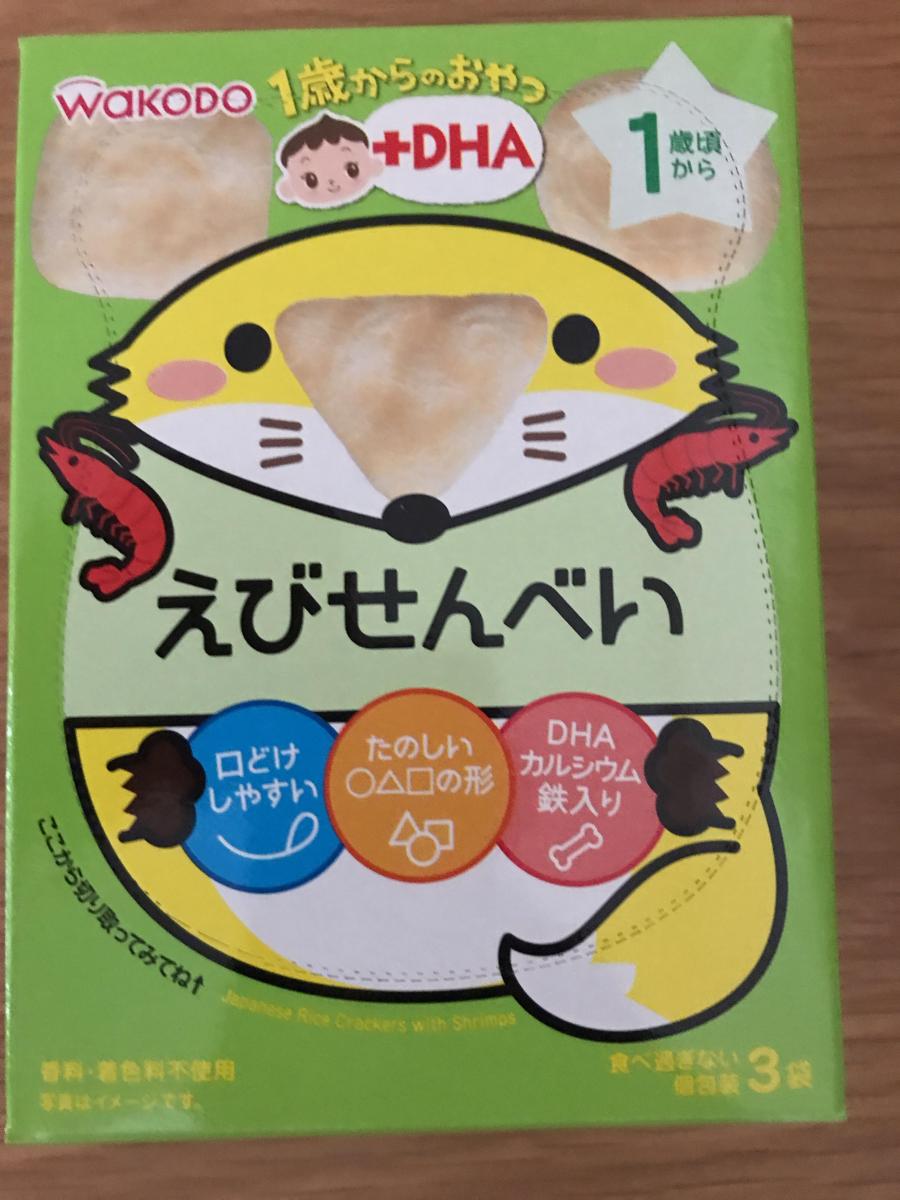 WAKODO
1歳からのおやつ
+DHA
1歳頃
から
えびせんべい
口どけ
しやすい
たのしい
○△□の形
DHA
カルシウム
鉄入り
ここから切り取ってみてね↑
Japanese Rice Crackers with Shrimps
香料・着色料不使用
写真はイメージです。
食べ過ぎない
個包装3袋